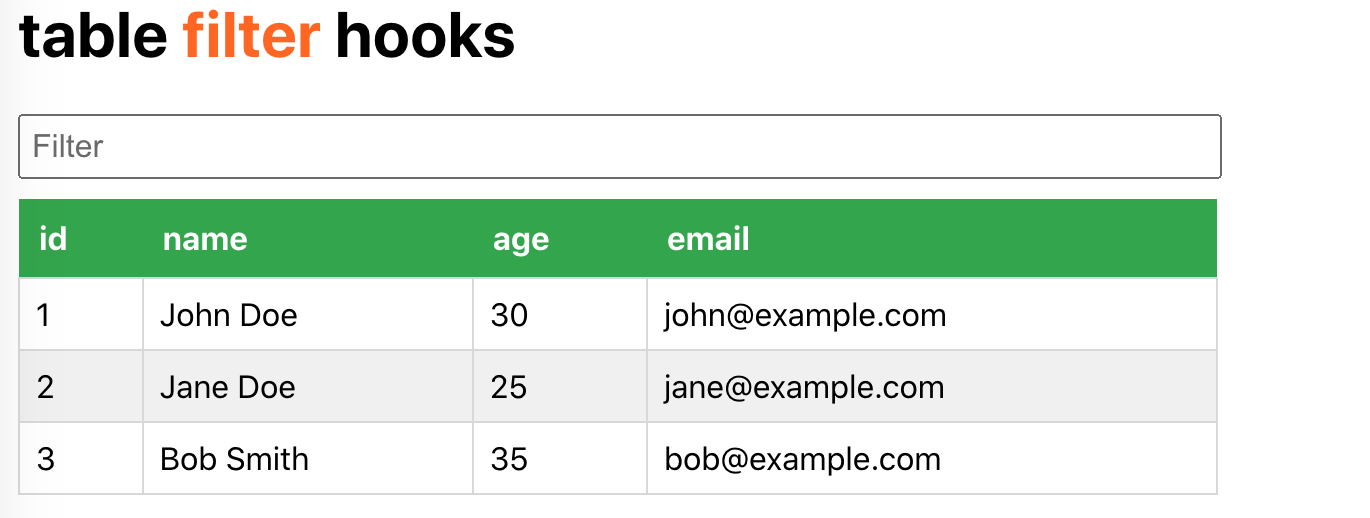 table filter hooks
Filter
id name age email
1 John Doe 30 john@example.com
2 Jane Doe 25 jane@example.com
3 Bob Smith 35 bob@example.com